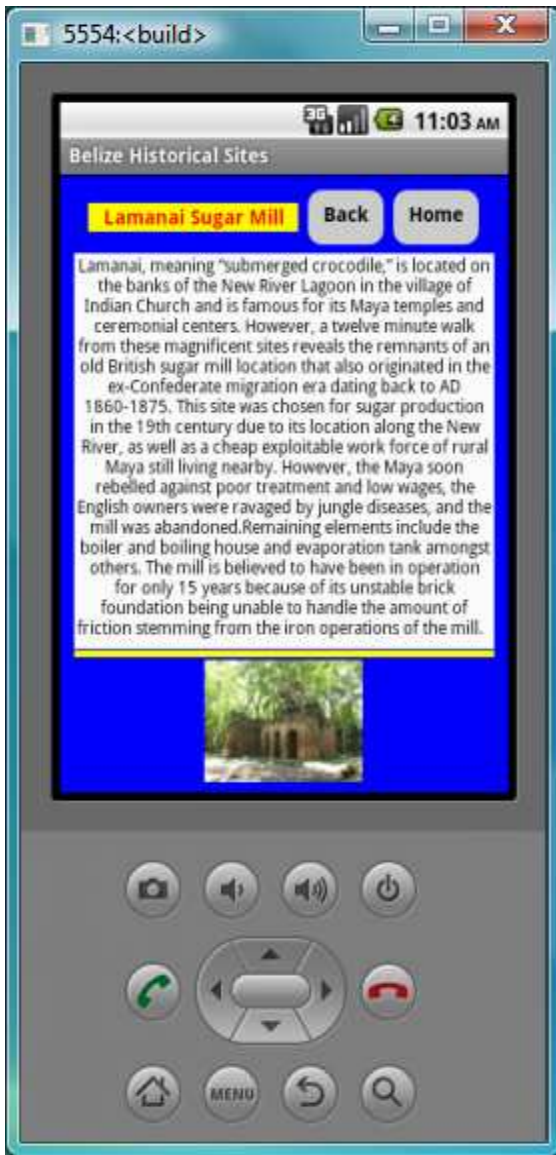 5554:<build>
3G
11:03 AM
Belize Historical Sites
Lamanai Sugar Mill
Back
Home
Lamanai, meaning “submerged crocodile,” is located on
the banks of the New River Lagoon in the village of
Indian Church and is famous for its Maya temples and
ceremonial centers. However, a twelve minute walk
from these magnificent sites reveals the remnants of an
old British sugar mill location that also originated in the
ex-Confederate migration era dating back to AD
1860-1875. This site was chosen for sugar production
in the 19th century due to its location along the New
River, as well as a cheap exploitable work force of rural
Maya still living nearby. However, the Maya soon
rebelled against poor treatment and low wages, the
English owners were ravaged by jungle diseases, and the
mill was abandoned.Remaining elements include the
boiler and boiling house and evaporation tank amongst
others. The mill is believed to have been in operation
for only 15 years because of its unstable brick
foundation being unable to handle the amount of
friction stemming from the iron operations of the mill.
MENU